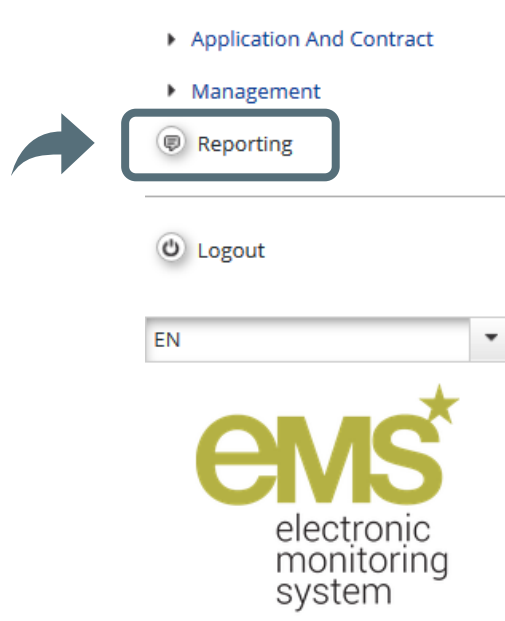 Application And Contract
Management
Reporting
Logout
EN
eMS
electronic
monitoring
system